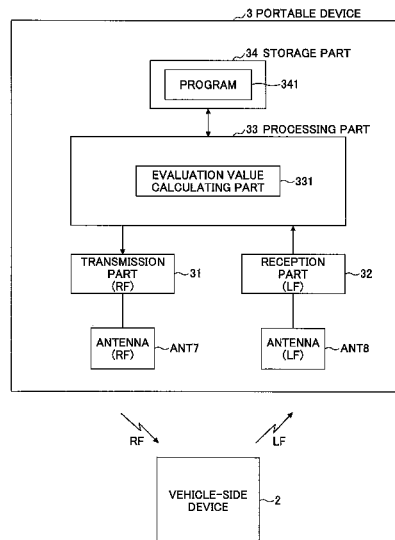 3 PORTABLE DEVICE
34 STORAGE PART
PROGRAM
341
33 PROCESSING PART
EVALUATION VALUE
CALCULATING PART
331
TRANSMISSION
PART
(RF)
31
RECEPTION
PART
(LF)
32
ANTENNA
(RF)
ANT7
ANTENNA
(LF)
ANT8
RF
LF
VEHICLE-SIDE
DEVICE
2